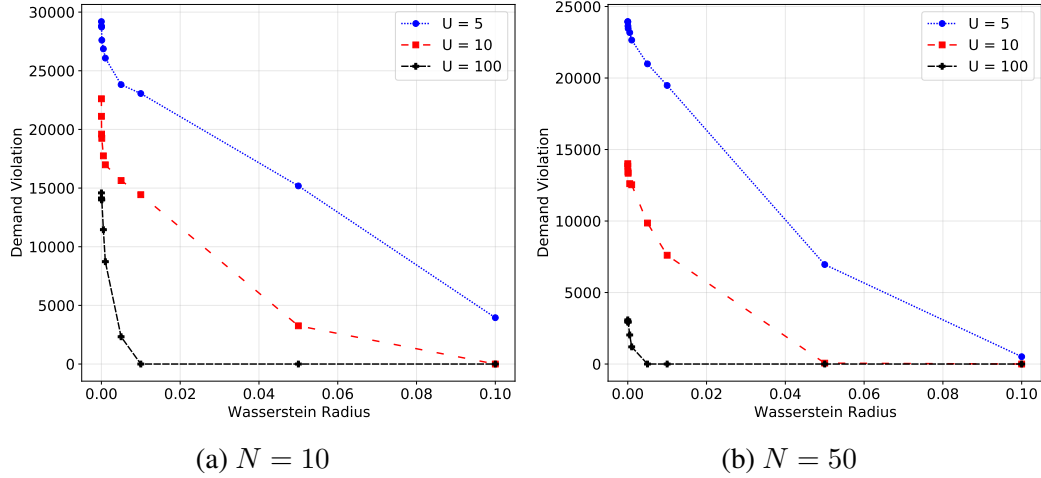 30000
25000
20000
15000
10000
5000
0
Demand Violation
0.00 0.02 0.04 0.06 0.08 0.10
Wasserstein Radius
U = 5
U = 10
U = 100
(a) N = 10
25000
20000
15000
10000
5000
0
Demand Violation
0.00 0.02 0.04 0.06 0.08 0.10
Wasserstein Radius
U = 5
U = 10
U = 100
(b) N = 50